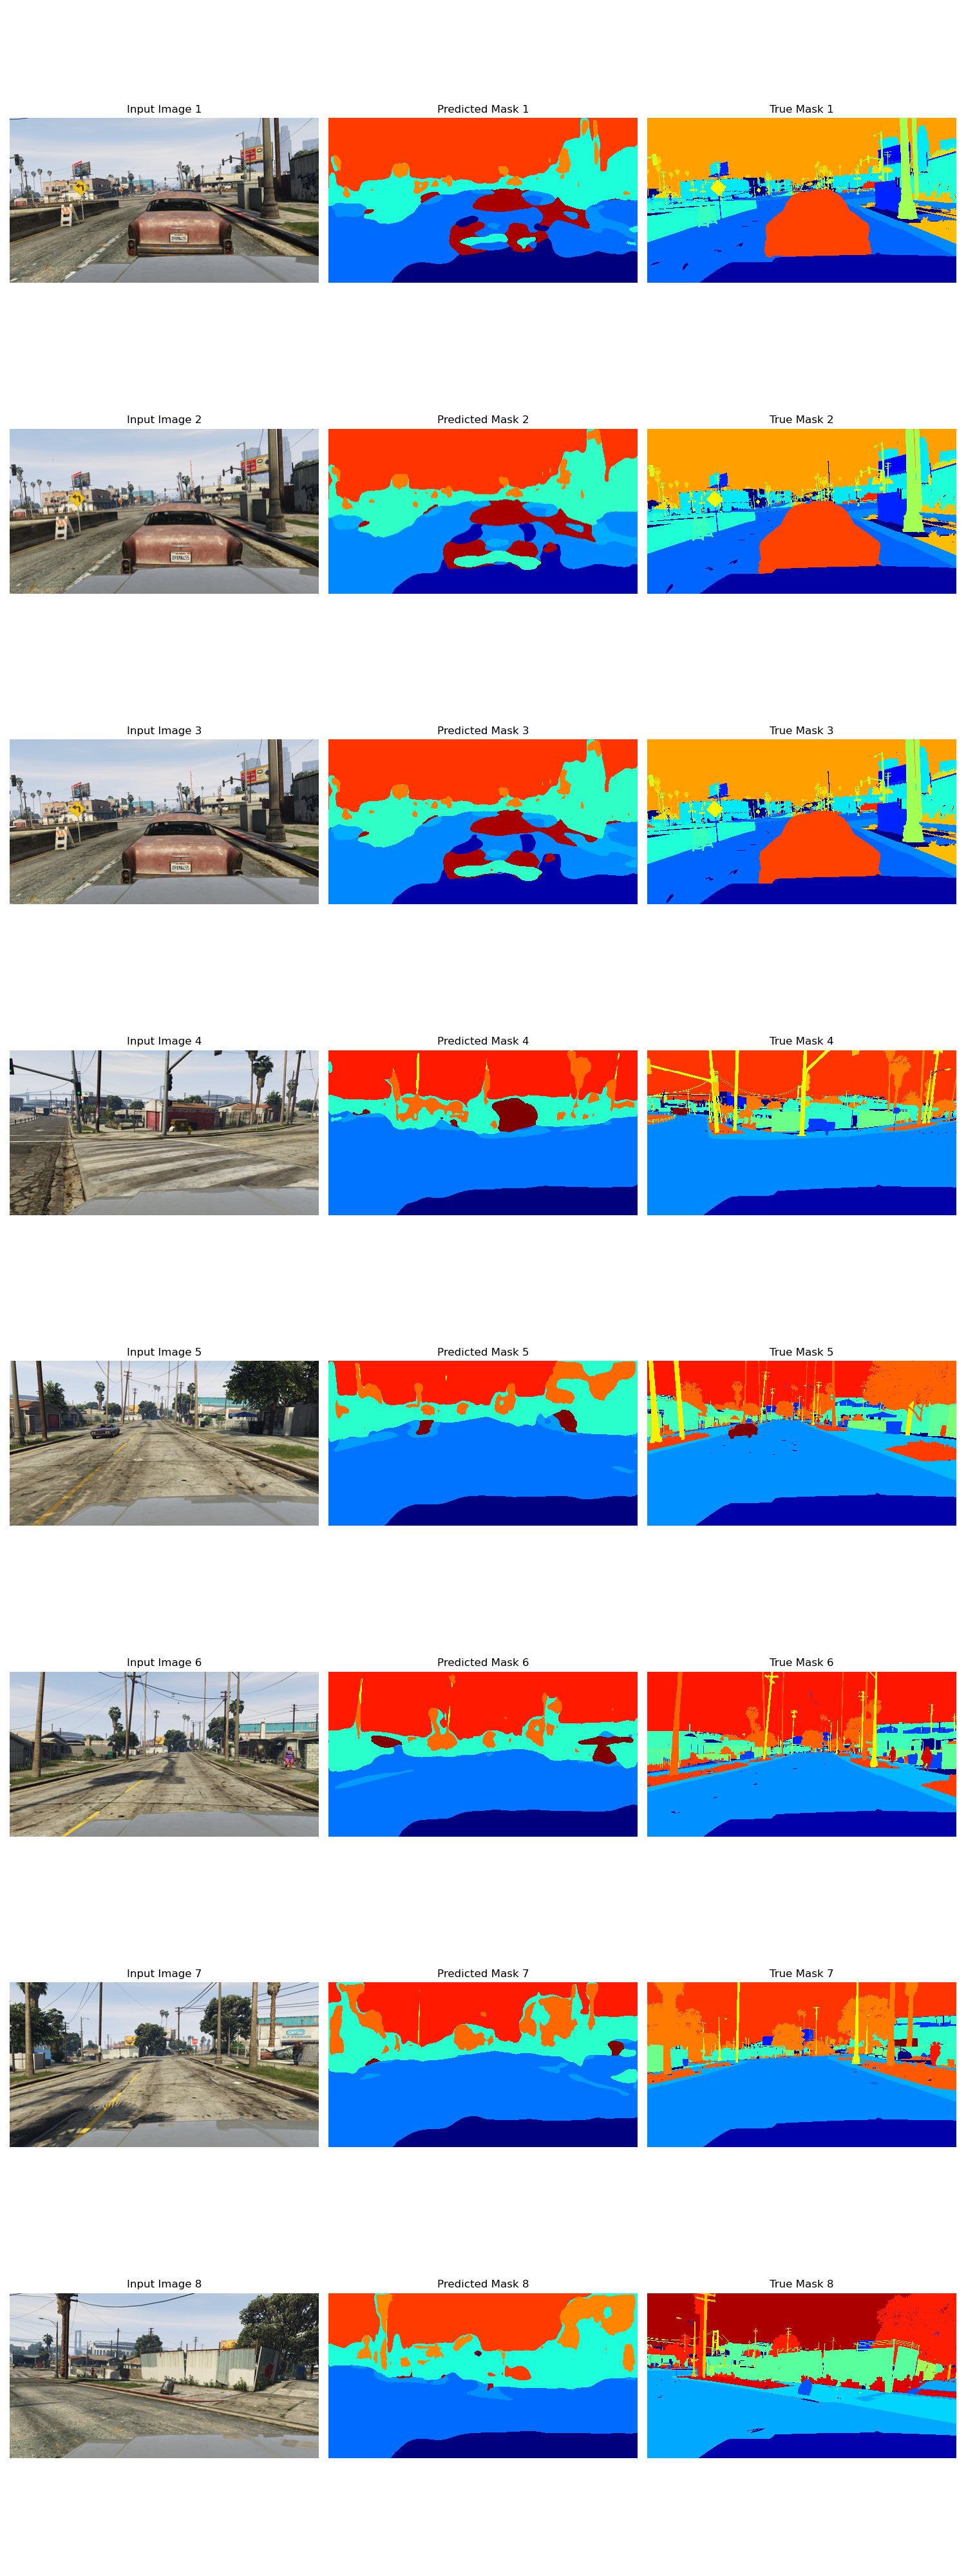 Input Image 1
Predicted Mask 1
True Mask 1
Input Image 2
Predicted Mask 2
True Mask 2
Input Image 3
Predicted Mask 3
True Mask 3
Input Image 4
Predicted Mask 4
True Mask 4
Input Image 5
Predicted Mask 5
True Mask 5
Input Image 6
Predicted Mask 6
True Mask 6
Input Image 7
Predicted Mask 7
True Mask 7
Input Image 8
Predicted Mask 8
True Mask 8